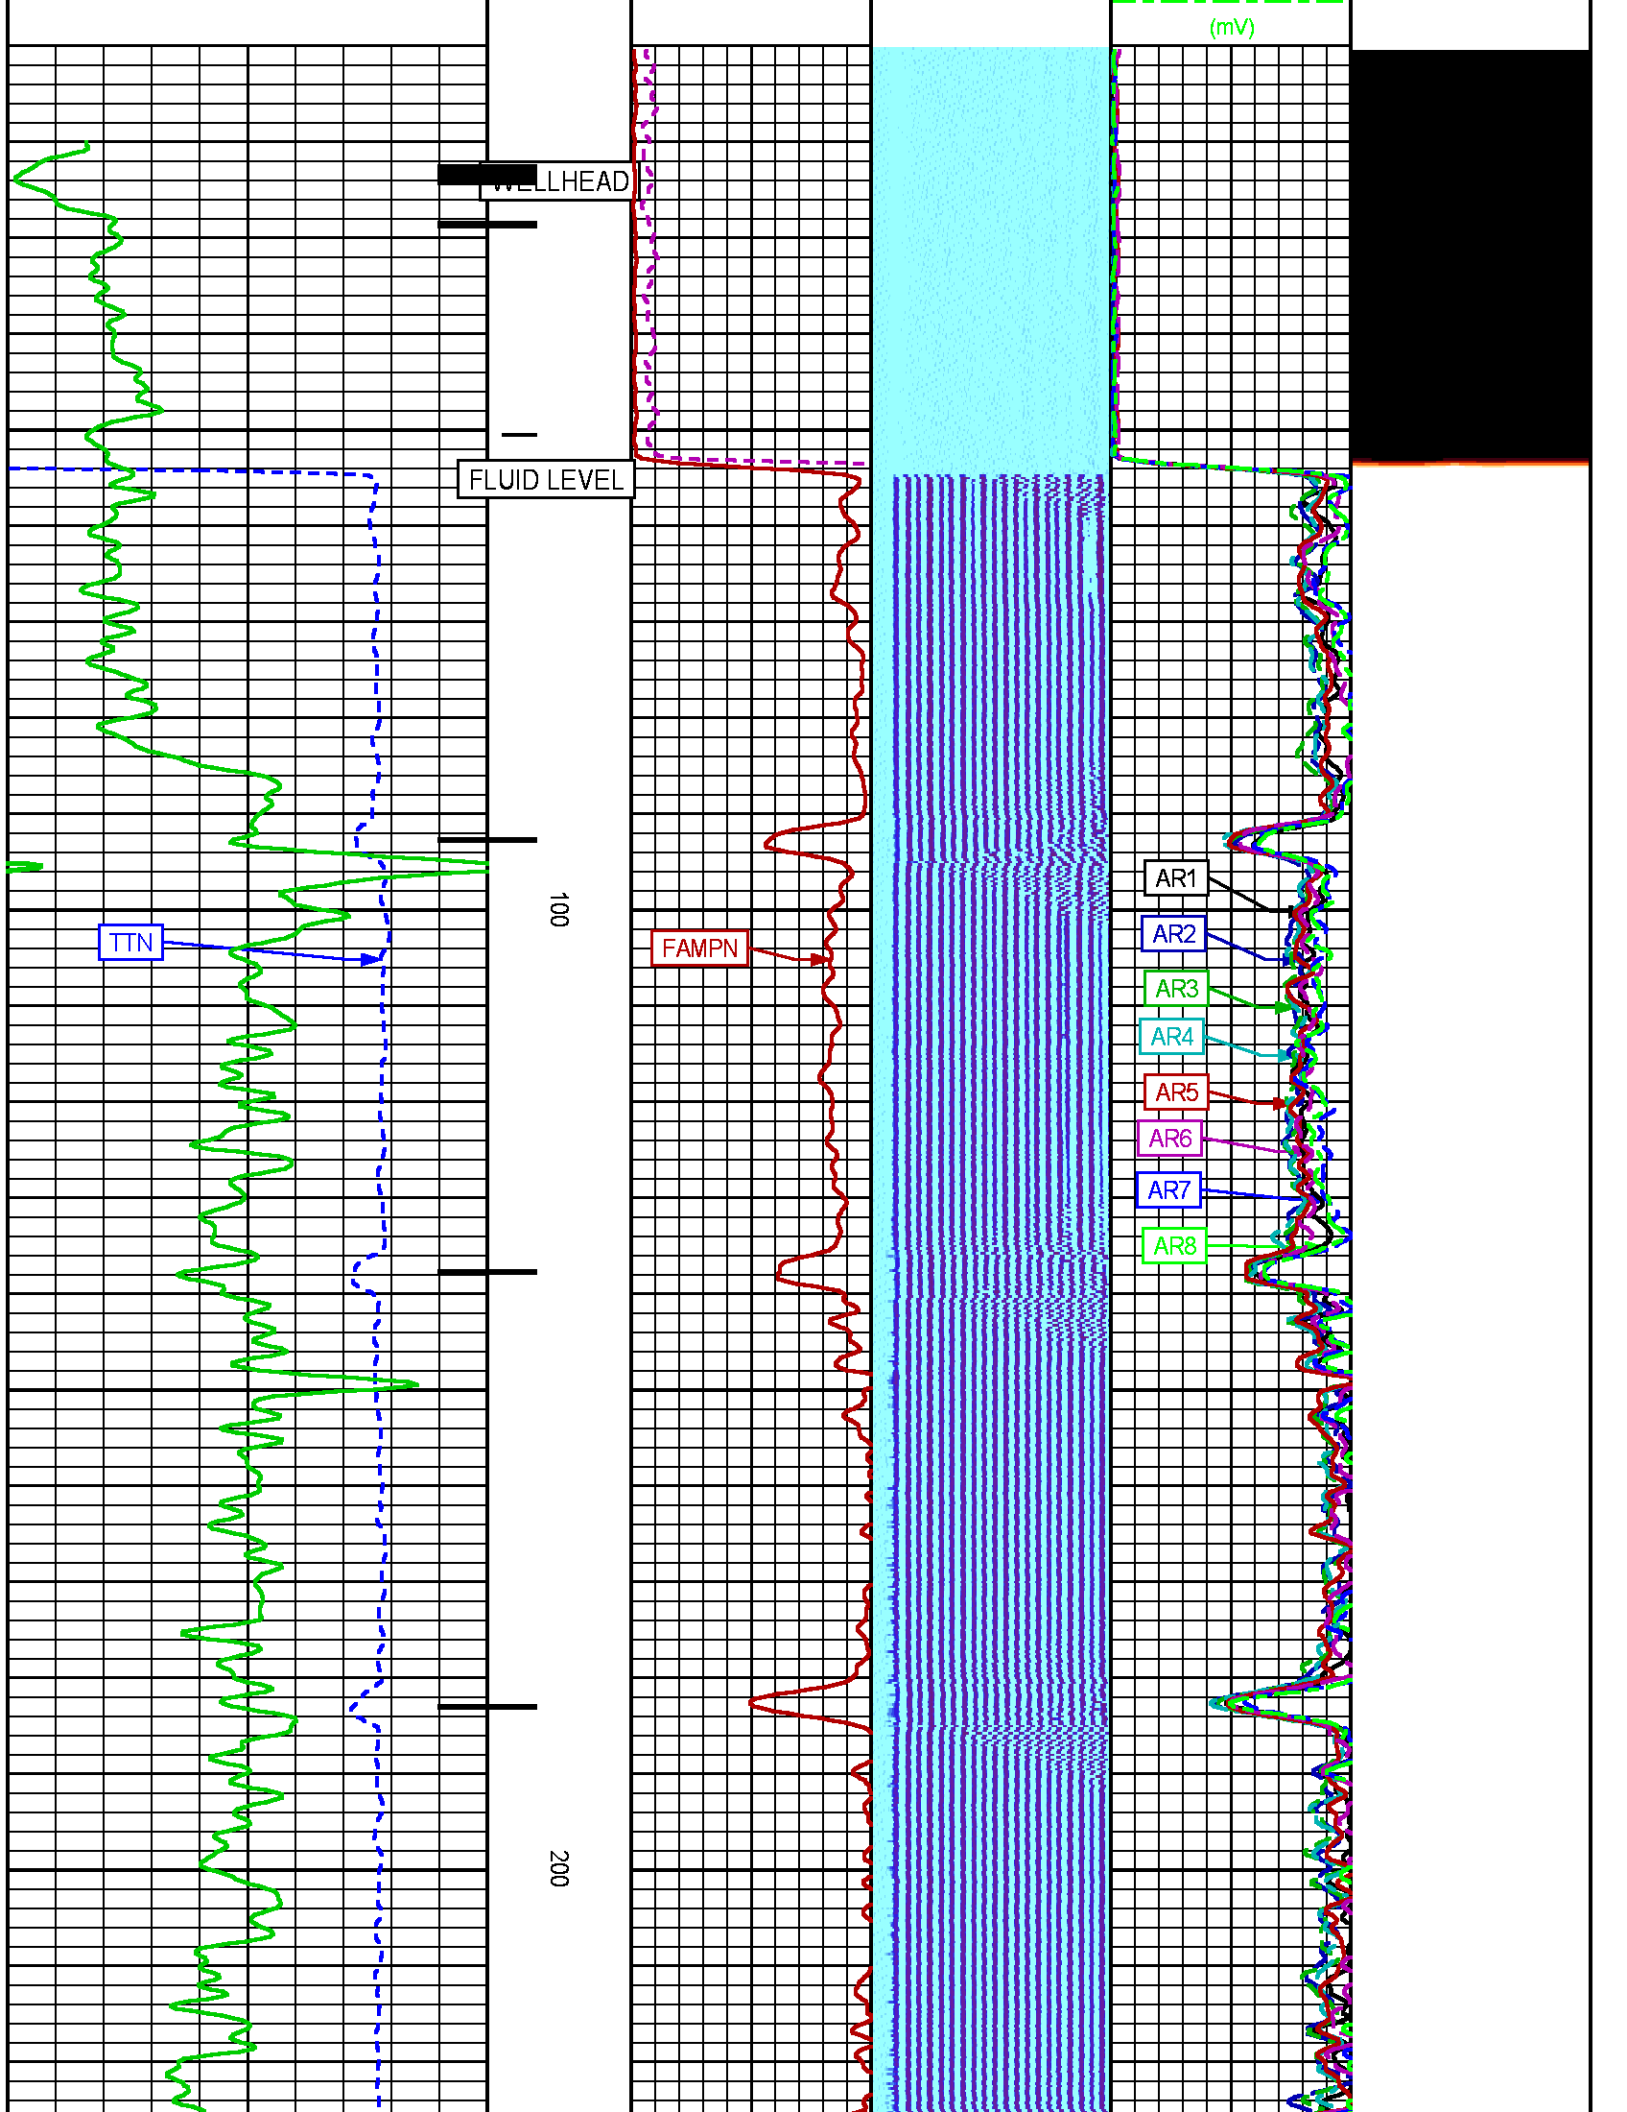 (mV)
WELLHEAD
FLUID LEVEL
AR1
100
AR2
TTN
FAMPN
AR3
AR4
AR5
AR6
AR7
AR8
200